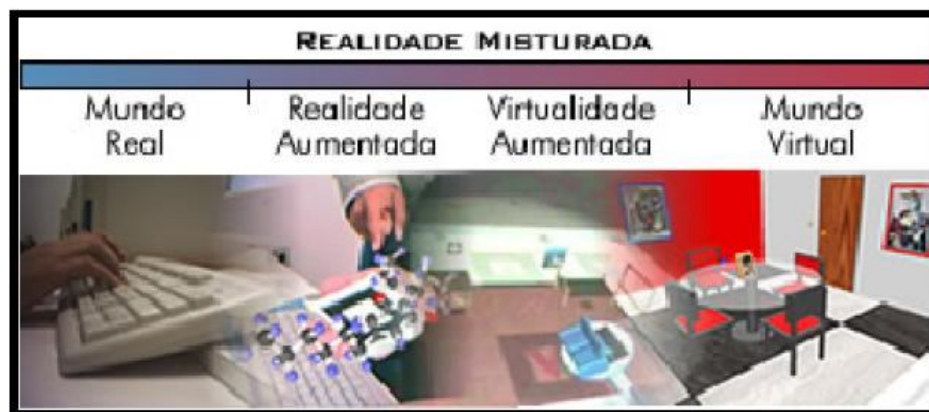 REALIDADE MISTURADA
Mundo Real
Realidade Aumentada
Virtualidade Aumentada
Mundo Virtual